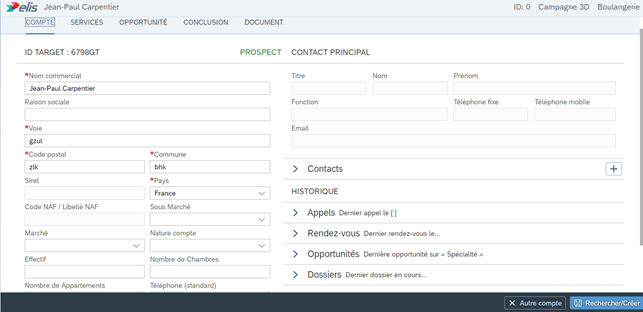 elis Jean-Paul Carpentier ID: 0 Campagne 3D Boulangerie
COMPTE SERVICES OPPORTUNITÉ CONCLUSION DOCUMENT
ID TARGET : 6798GT PROSPECT
*Nom commercial
Jean-Paul Carpentier
Raison sociale
*Voie
gzul
*Code postal *Commune
zlk bhk
Siret *Pays
France
Code NAF / Libellé NAF Sous Marché
Marché Nature compte
Effectif Nombre de Chambres
Nombre de Appartements Téléphone (standard)
CONTACT PRINCIPAL
Titre Nom Prénom
Fonction Téléphone fixe Téléphone mobile
Email
Contacts +
HISTORIQUE
Appels Dernier appel le [ ]
Rendez-vous Dernier rendez-vous le...
Opportunités Dernière opportunité sur « Spécialité »
Dossiers Dernier dossier en cours...
Autre compte Rechercher/Créer